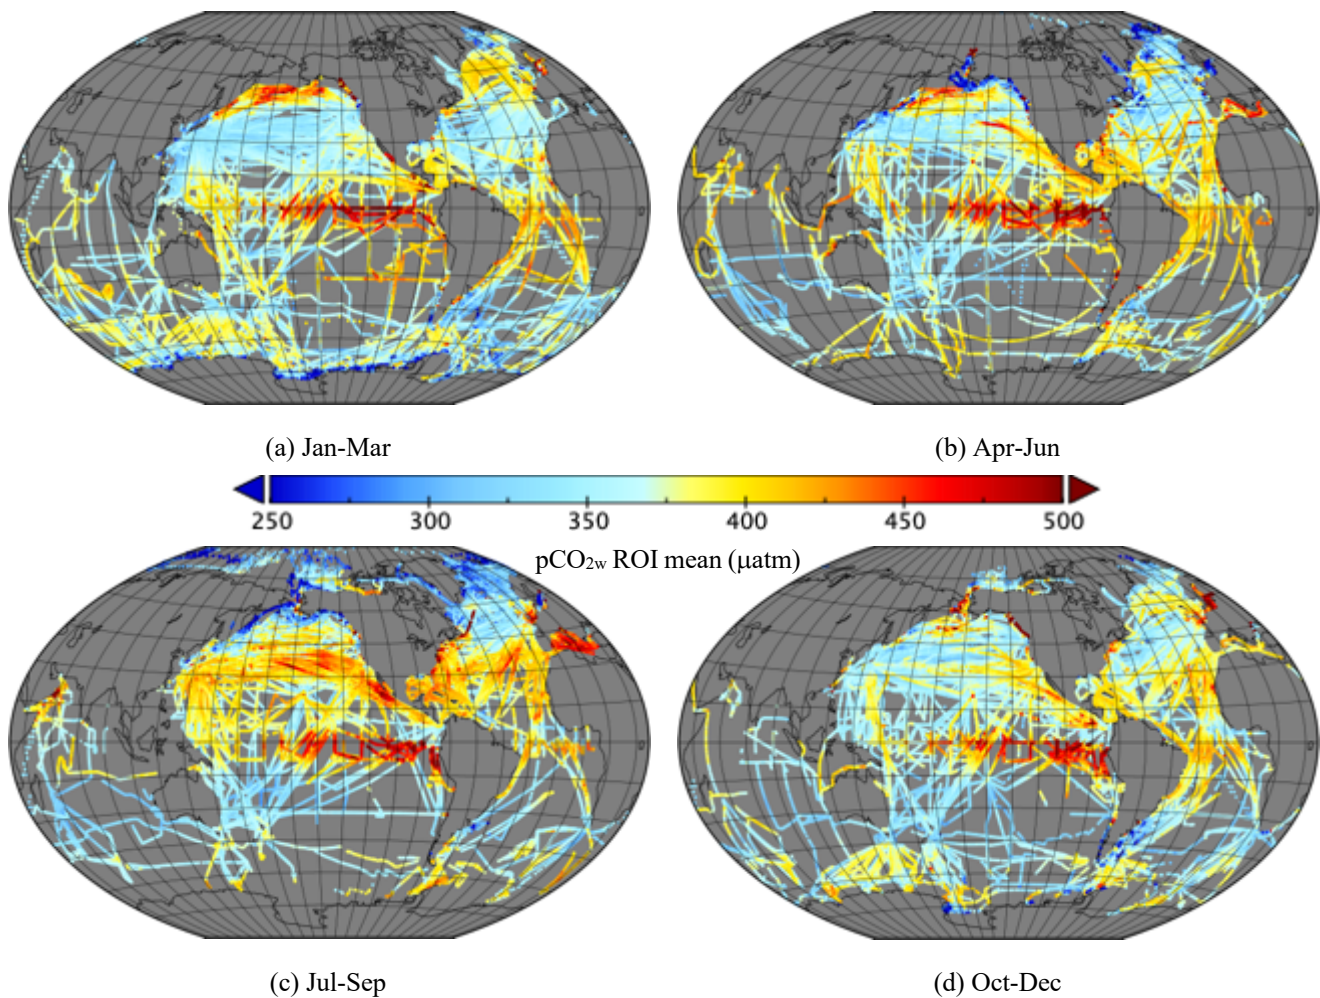 (a) Jan-Mar
(b) Apr-Jun
250 300 350 400 450 500
pCO₂w ROI mean (µatm)
(c) Jul-Sep
(d) Oct-Dec